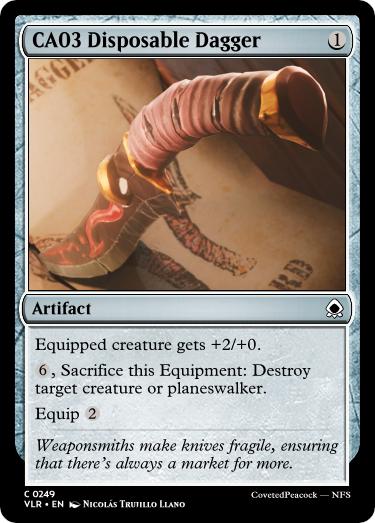 CA03 Disposable Dagger 1
Artifact
Equipped creature gets +2/+0.
6, Sacrifice this Equipment: Destroy
target creature or planeswalker.
Equip 2
Weaponsmiths make knives fragile, ensuring
that there's always a market for more.
C 0249
VLR • EN Nicolás Trujillo Llano
CovetedPeacock — NFS